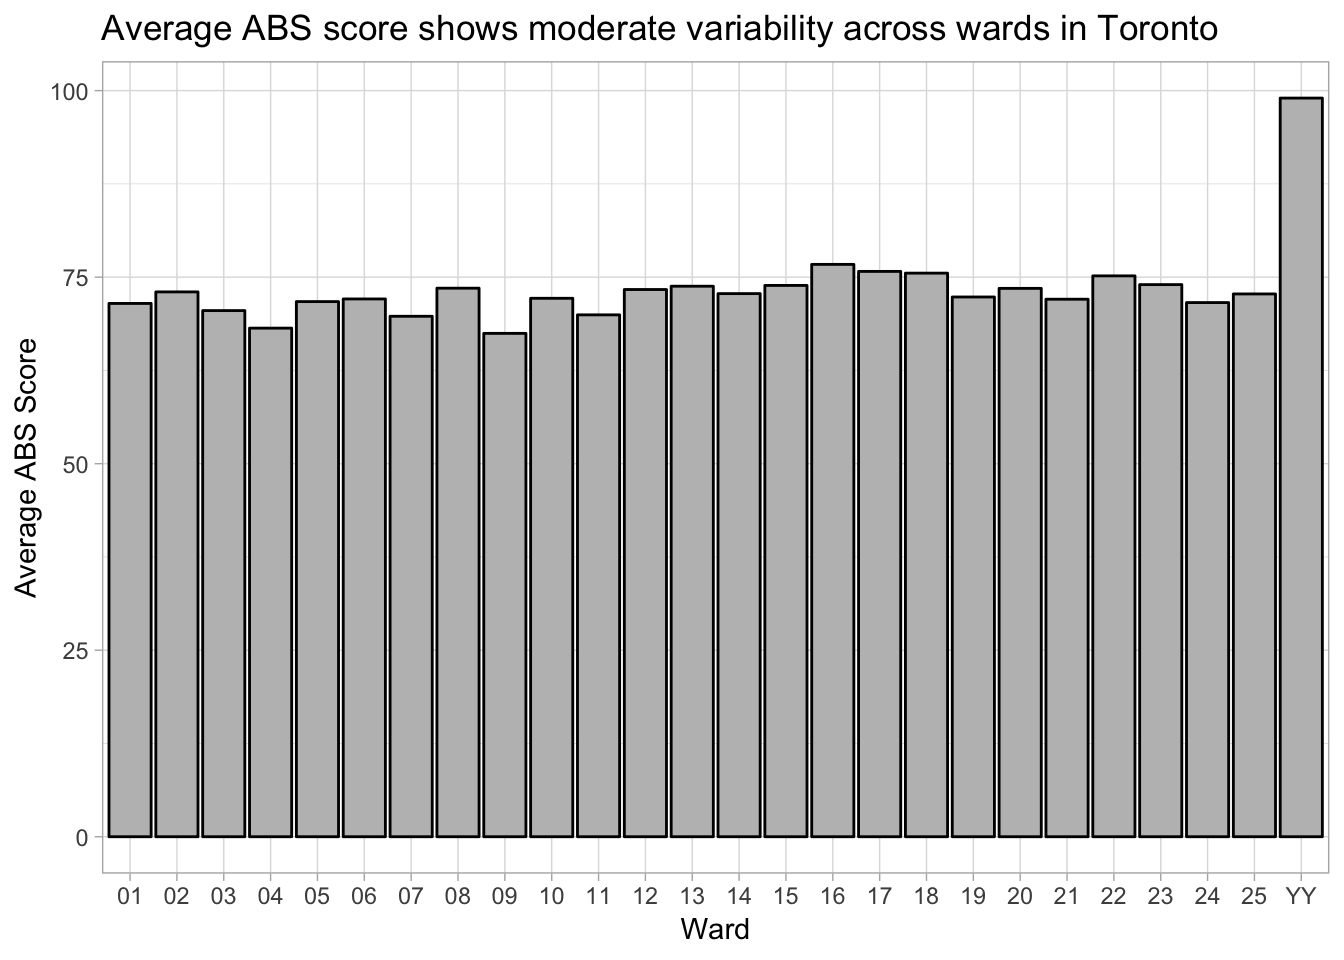 Average ABS score shows moderate variability across wards in Toronto
100
75
50
25
0
Average ABS Score
01 02 03 04 05 06 07 08 09 10 11 12 13 14 15 16 17 18 19 20 21 22 23 24 25 YY
Ward